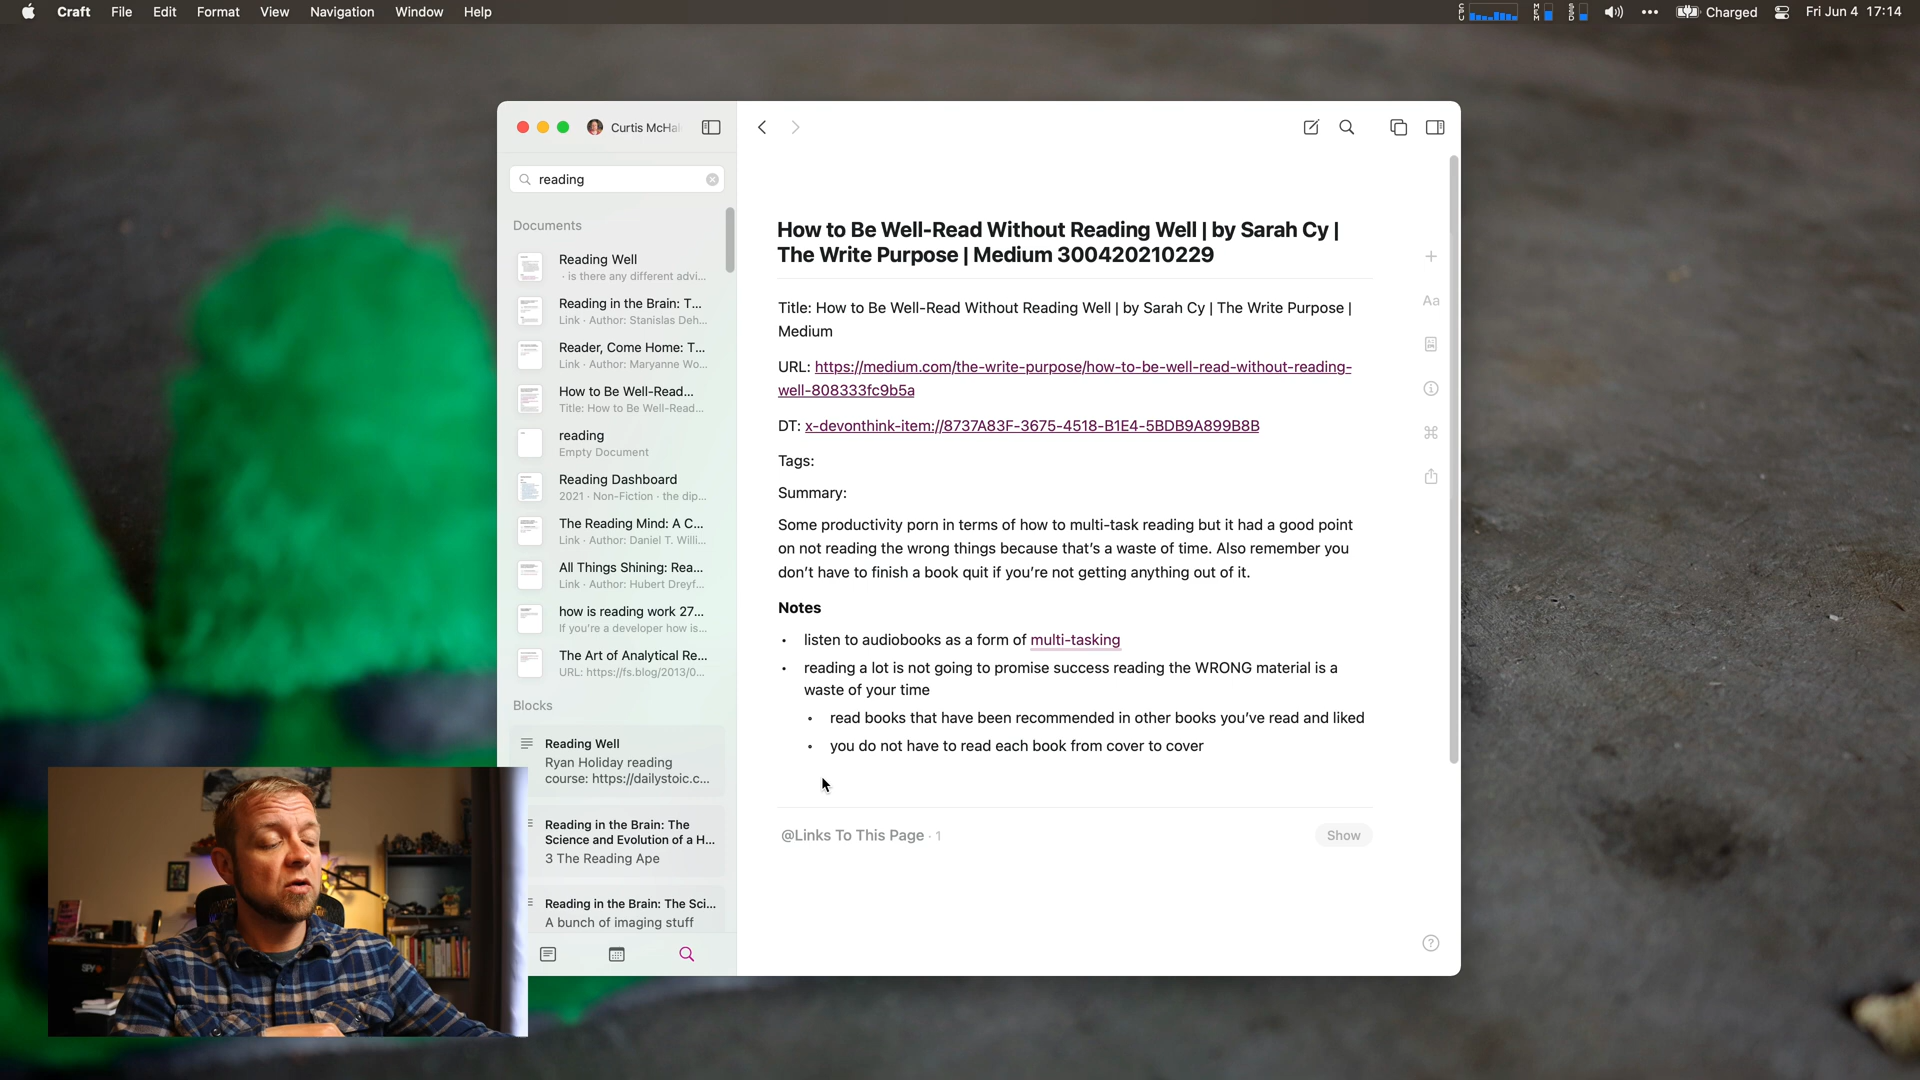 Craft File Edit Format View Navigation Window Help
CPU MEM SSD Charged Fri Jun 4 17:14
Curtis McHa
reading
Documents
Reading Well
· is there any different advi...
Reading in the Brain: T...
Link · Author: Stanislas Deh...
Reader, Come Home: T...
Link · Author: Maryanne Wo...
How to Be Well-Read...
Title: How to Be Well-Read...
reading
Empty Document
Reading Dashboard
2021 · Non-Fiction · the dip...
The Reading Mind: A C...
Link · Author: Daniel T. Willi...
All Things Shining: Rea...
Link · Author: Hubert Dreyf...
how is reading work 27...
If you're a developer how is...
The Art of Analytical Re...
URL: https://fs.blog/2013/0...
Blocks
Reading Well
Ryan Holiday reading
course: https://dailystoic.c...
Reading in the Brain: The
Science and Evolution of a H...
3 The Reading Ape
Reading in the Brain: The Sci...
A bunch of imaging stuff
How to Be Well-Read Without Reading Well | by Sarah Cy |
The Write Purpose | Medium 300420210229
Title: How to Be Well-Read Without Reading Well | by Sarah Cy | The Write Purpose |
Medium
URL: https://medium.com/the-write-purpose/how-to-be-well-read-without-reading-
well-808333fc9b5a
DT: x-devonthink-item://8737A83F-3675-4518-B1E4-5BDB9A899B8B
Tags:
Summary:
Some productivity porn in terms of how to multi-task reading but it had a good point
on not reading the wrong things because that's a waste of time. Also remember you
don't have to finish a book quit if you're not getting anything out of it.
Notes
• listen to audiobooks as a form of multi-tasking
• reading a lot is not going to promise success reading the WRONG material is a
waste of your time
• read books that have been recommended in other books you've read and liked
• you do not have to read each book from cover to cover
@Links To This Page · 1
Show
Aa
SPY